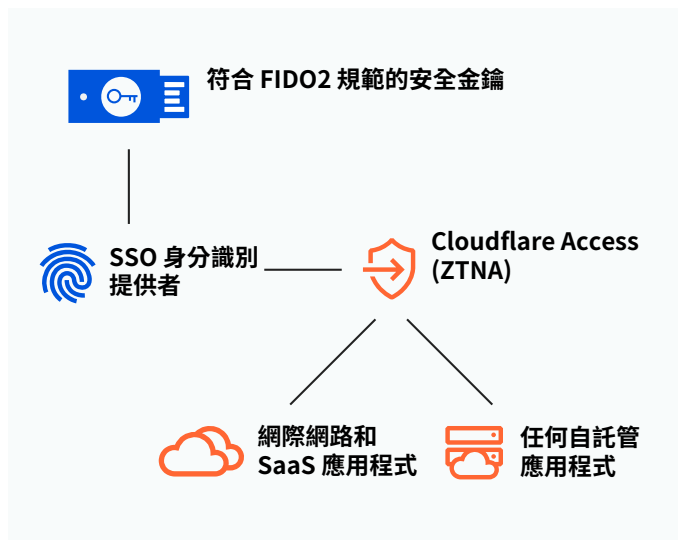 符合 FIDO2 規範的安全金鑰
SSO 身分識別
提供者
Cloudflare Access
(ZTNA)
網際網路和
SaaS 應用程式
任何自託管
應用程式